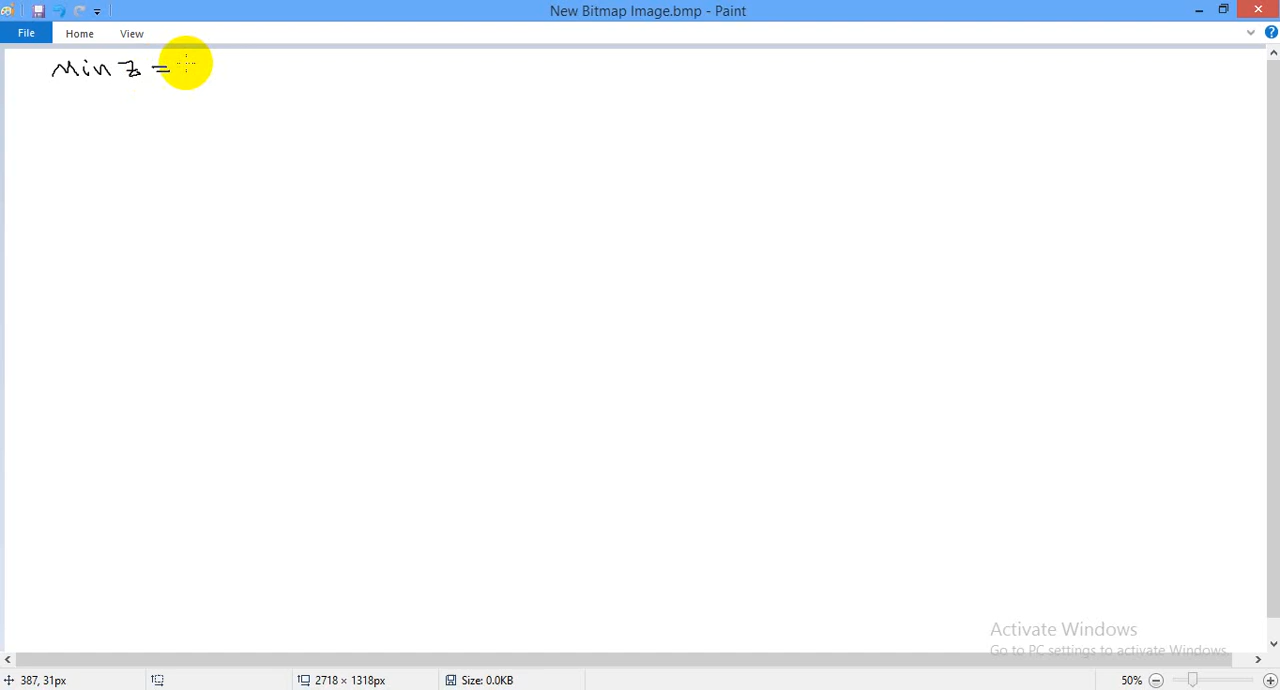 New Bitmap Image.bmp - Paint
File Home View
Min Z =
Activate Windows
Go to PC settings to activate Windows.
387, 31px 2718 × 1318px Size: 0.0KB 50%